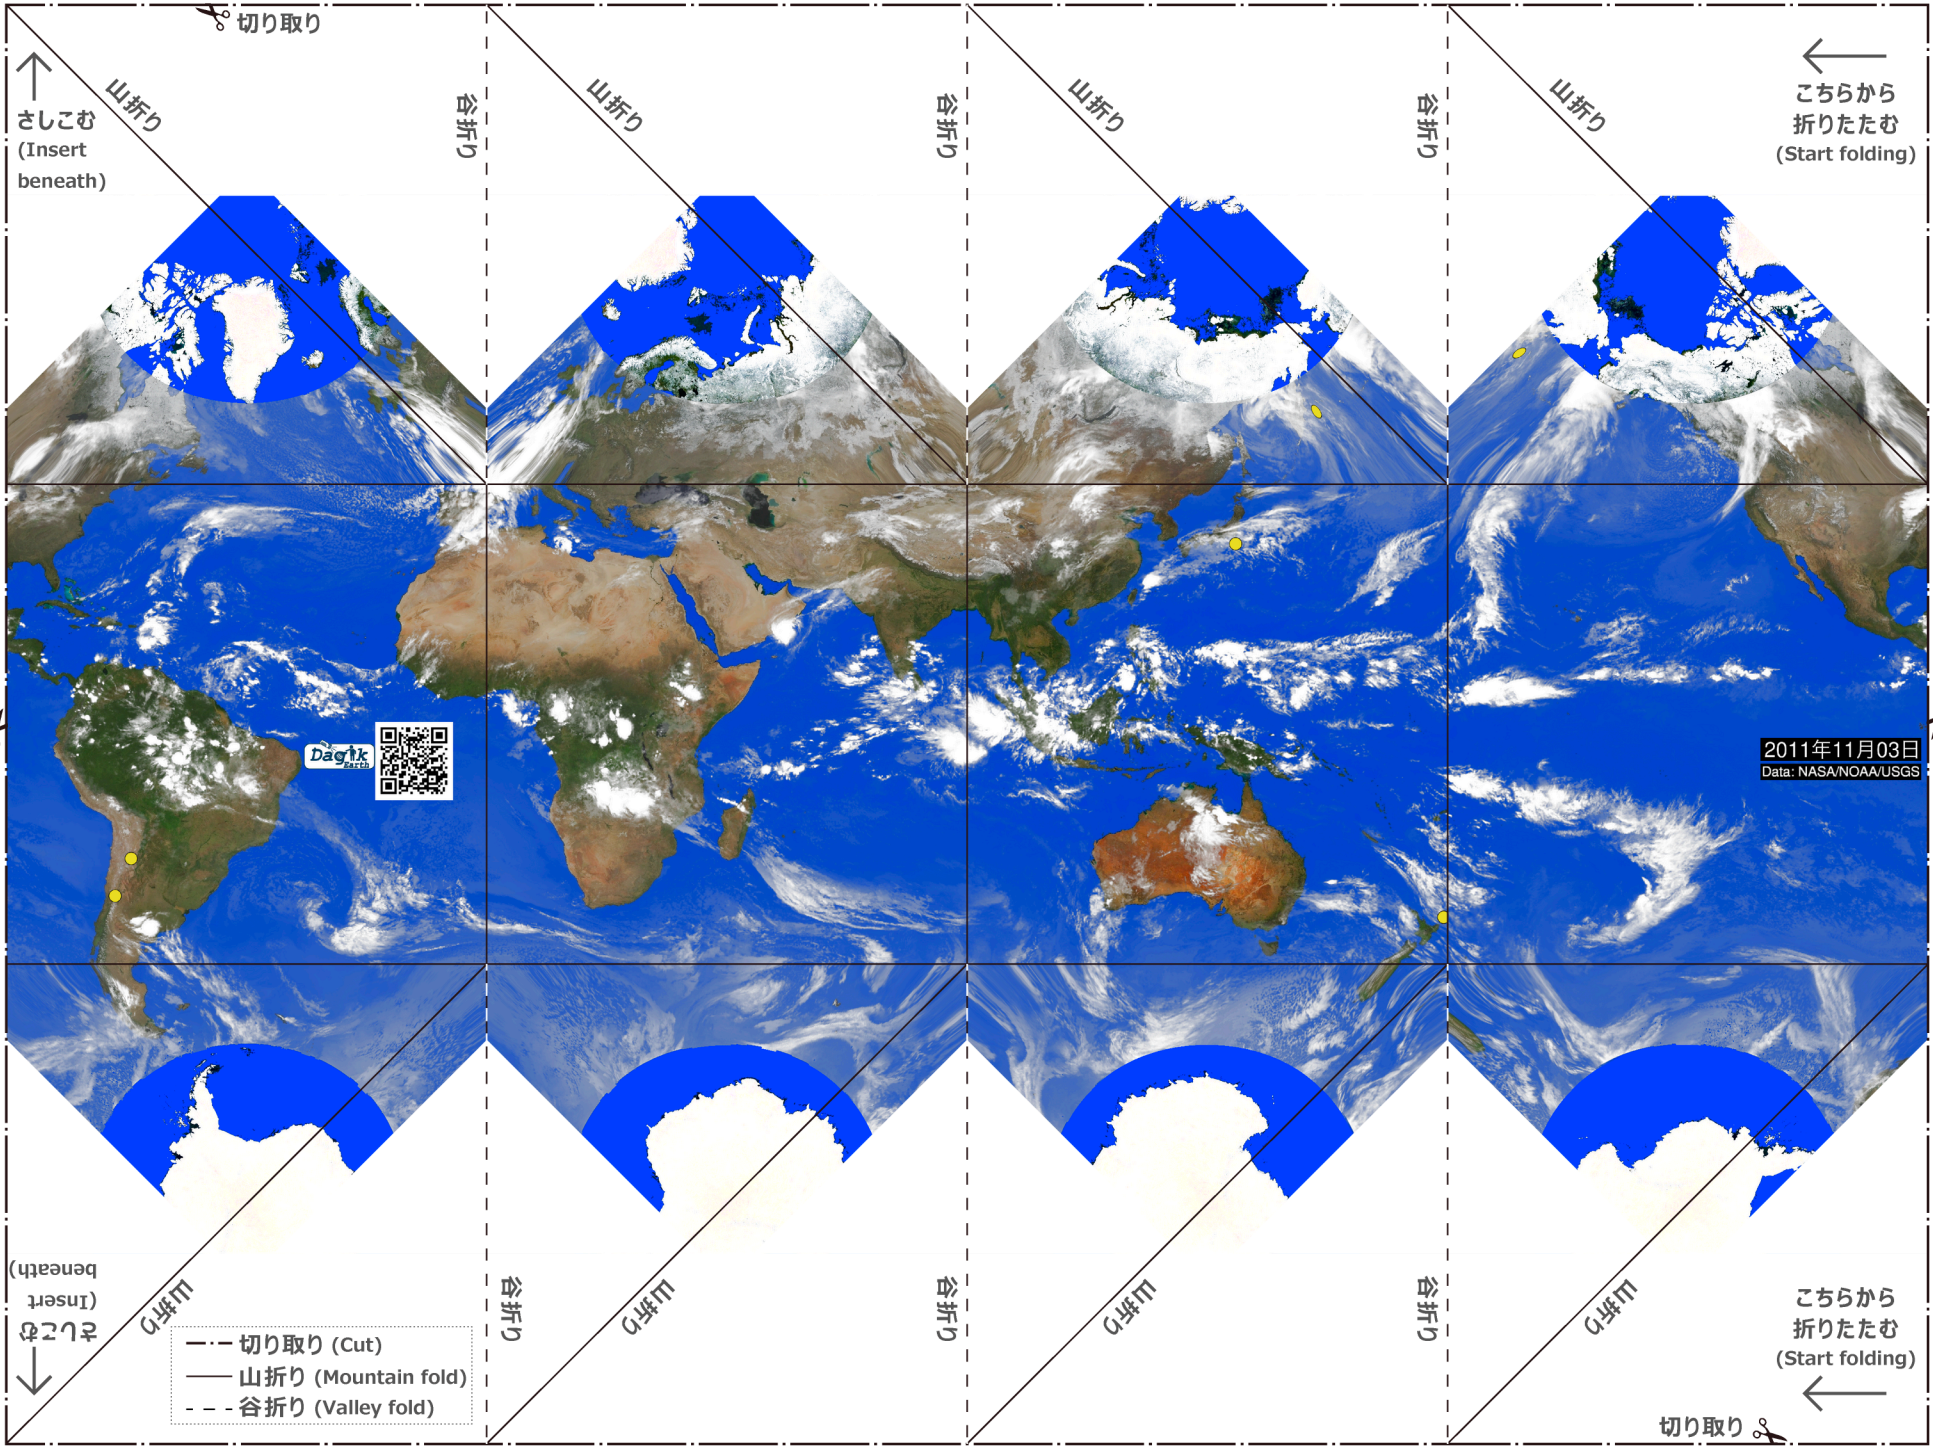 切り取り
山折り
谷折り
山折り
谷折り
山折り
谷折り
山折り
さしこむ
(Insert
beneath)
こちらから
折りたたむ
(Start folding)
Dagik
Earth
2011年11月03日
Data: NASA/NOAA/USGS
さしこむ
(Insert
beneath)
山折り
谷折り
山折り
谷折り
山折り
谷折り
山折り
切り取り (Cut)
山折り (Mountain fold)
谷折り (Valley fold)
こちらから
折りたたむ
(Start folding)
切り取り